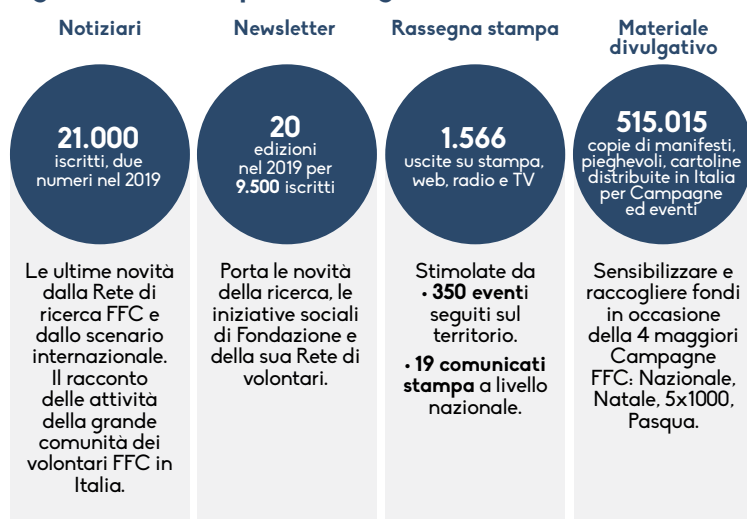 Notiziari
21.000
iscritti, due
numeri nel 2019
Le ultime novità
dalla Rete di
ricerca FFC e
dallo scenario
internazionale.
Il racconto
delle attività
della grande
comunità dei
volontari FFC in
Italia.
Newsletter
20
edizioni
nel 2019 per
9.500 iscritti
Porta le novità
della ricerca, le
iniziative sociali
di Fondazione e
della sua Rete di
volontari.
Rassegna stampa
1.566
uscite su stampa,
web, radio e TV
Stimolate da
• 350 eventi
seguiti sul
territorio.
• 19 comunicati
stampa a livello
nazionale.
Materiale
divulgativo
515.015
copie di manifesti,
pieghevoli, cartoline
distribuite in Italia
per Campagne
ed eventi
Sensibilizzare e
raccogliere fondi
in occasione
della 4 maggiori
Campagne
FFC: Nazionale,
Natale, 5x1000,
Pasqua.